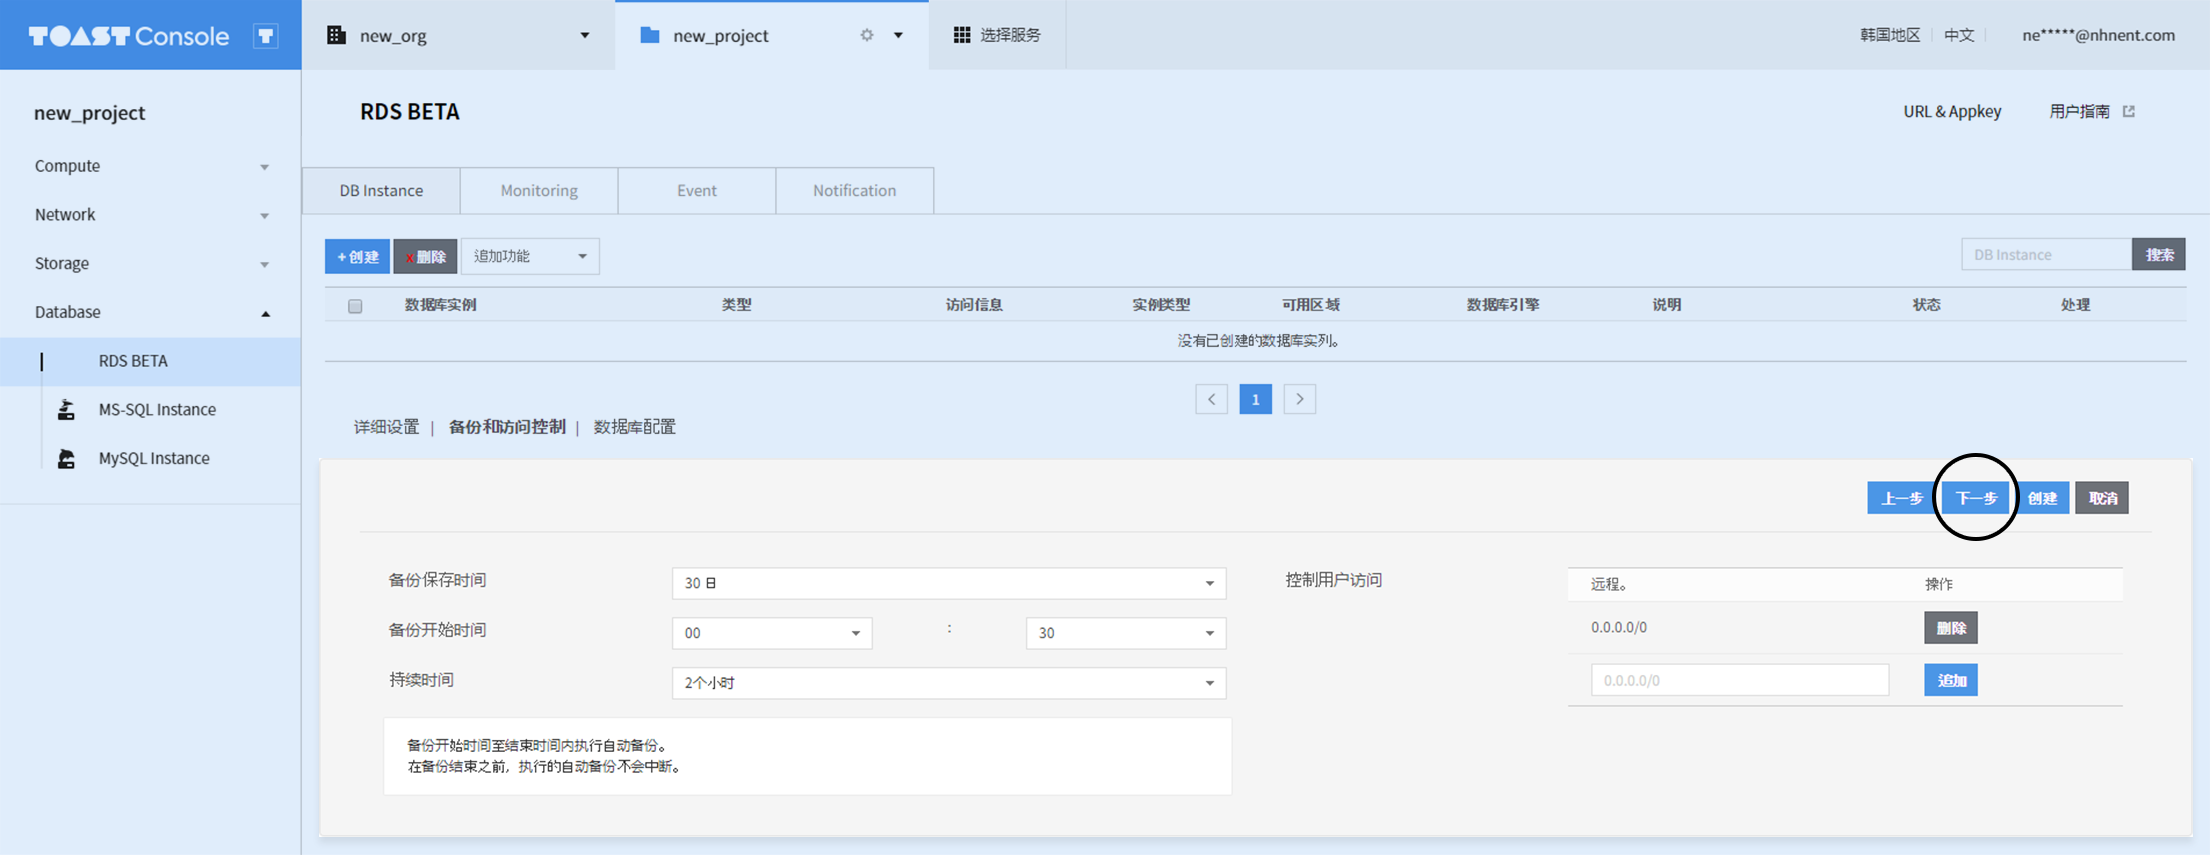 TOAST Console T
new_org
new_project
选择服务
韩国地区 中文 ne*****@nhnent.com
new_project
Compute
Network
Storage
Database
RDS BETA
MS-SQL Instance
MySQL Instance
RDS BETA
URL & Appkey 用户指南
DB Instance Monitoring Event Notification
+创建 x删除 追加功能 DB Instance 搜索
数据库实例 类型 访问信息 实例类型 可用区域 数据库引擎 说明 状态 处理
没有已创建的数据库实列。
< 1 >
详细设置 | 备份和访问控制 | 数据库配置
上一步 下一步 创建 取消
备份保存时间 30 日
备份开始时间 00 : 30
持续时间 2个小时
备份开始时间至结束时间内执行自动备份。
在备份结束之前，执行的自动备份不会中断。
控制用户访问
远程。 操作
0.0.0.0/0 删除
0.0.0.0/0 追加